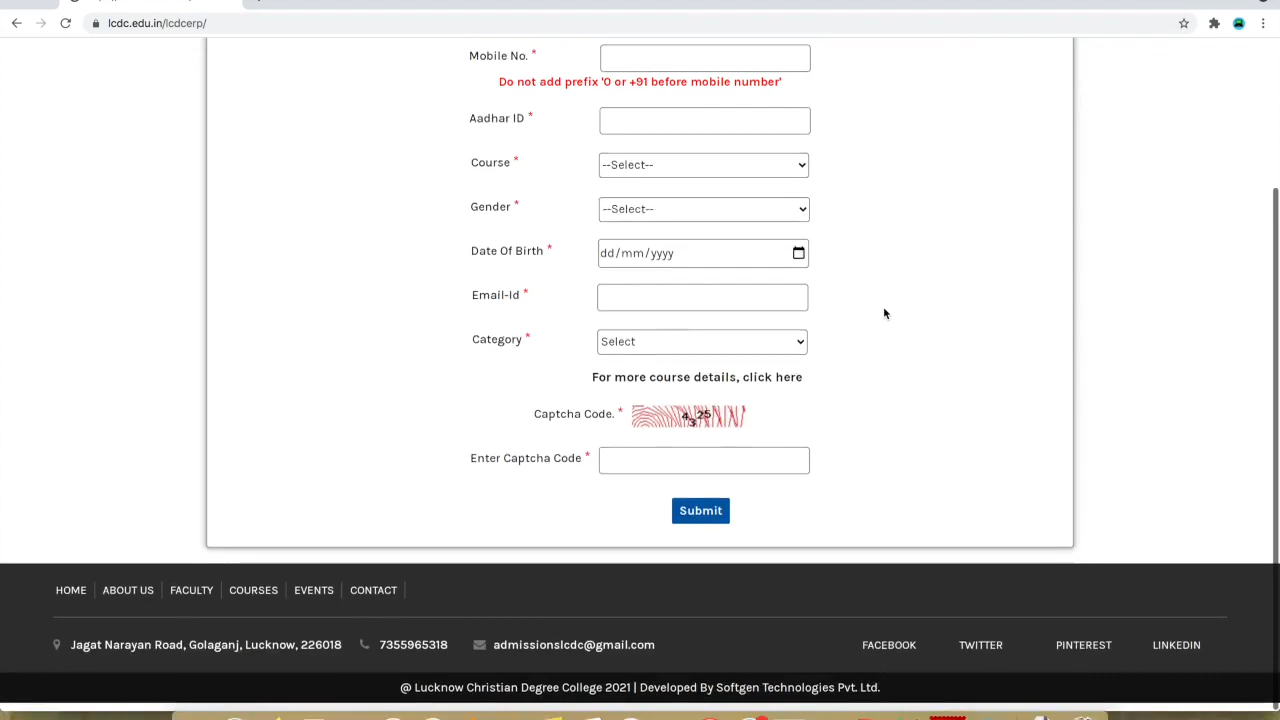 lcdc.edu.in/lcdcerp/
Mobile No. *
Do not add prefix '0 or +91 before mobile number'
Aadhar ID *
Course * --Select--
Gender * --Select--
Date Of Birth * dd/mm/yyyy
Email-Id *
Category * Select
For more course details, click here
Captcha Code. * 4 3 25
Enter Captcha Code *
Submit
HOME ABOUT US FACULTY COURSES EVENTS CONTACT
Jagat Narayan Road, Golaganj, Lucknow, 226018 7355965318 admissionslcdc@gmail.com FACEBOOK TWITTER PINTEREST LINKEDIN
@ Lucknow Christian Degree College 2021 | Developed By Softgen Technologies Pvt. Ltd.